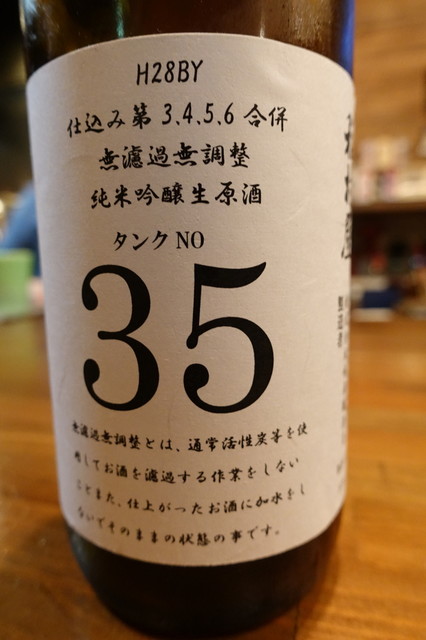 H28BY
仕込み第3,4,5,6合併
無濾過無調整
純米吟醸生原酒
タンクNO
35
無濾過無調整とは、通常活性炭等を使
用してお酒を濾過する作業をしない
ことまた、仕上がったお酒に加水をし
ないでそのままの状態の事です。
製造者